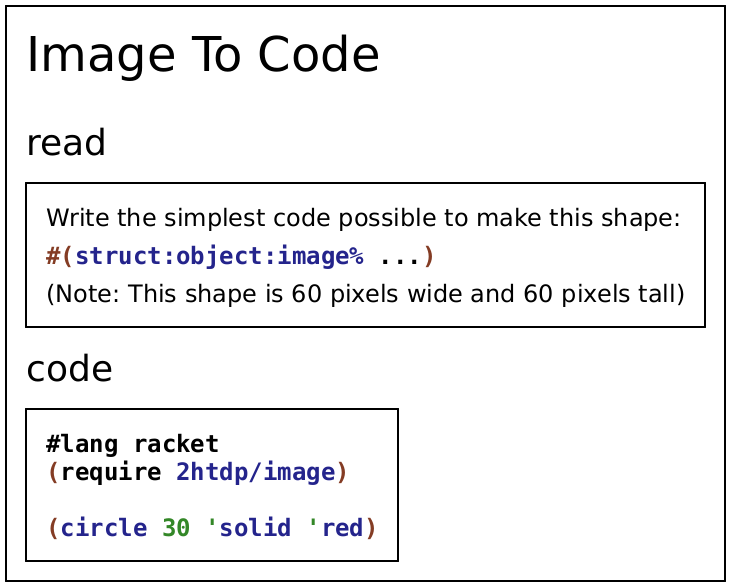 Image To Code
read
Write the simplest code possible to make this shape:
#(struct:object:image% ...)
(Note: This shape is 60 pixels wide and 60 pixels tall)
code
#lang racket
(require 2htdp/image)
(circle 30 'solid 'red)